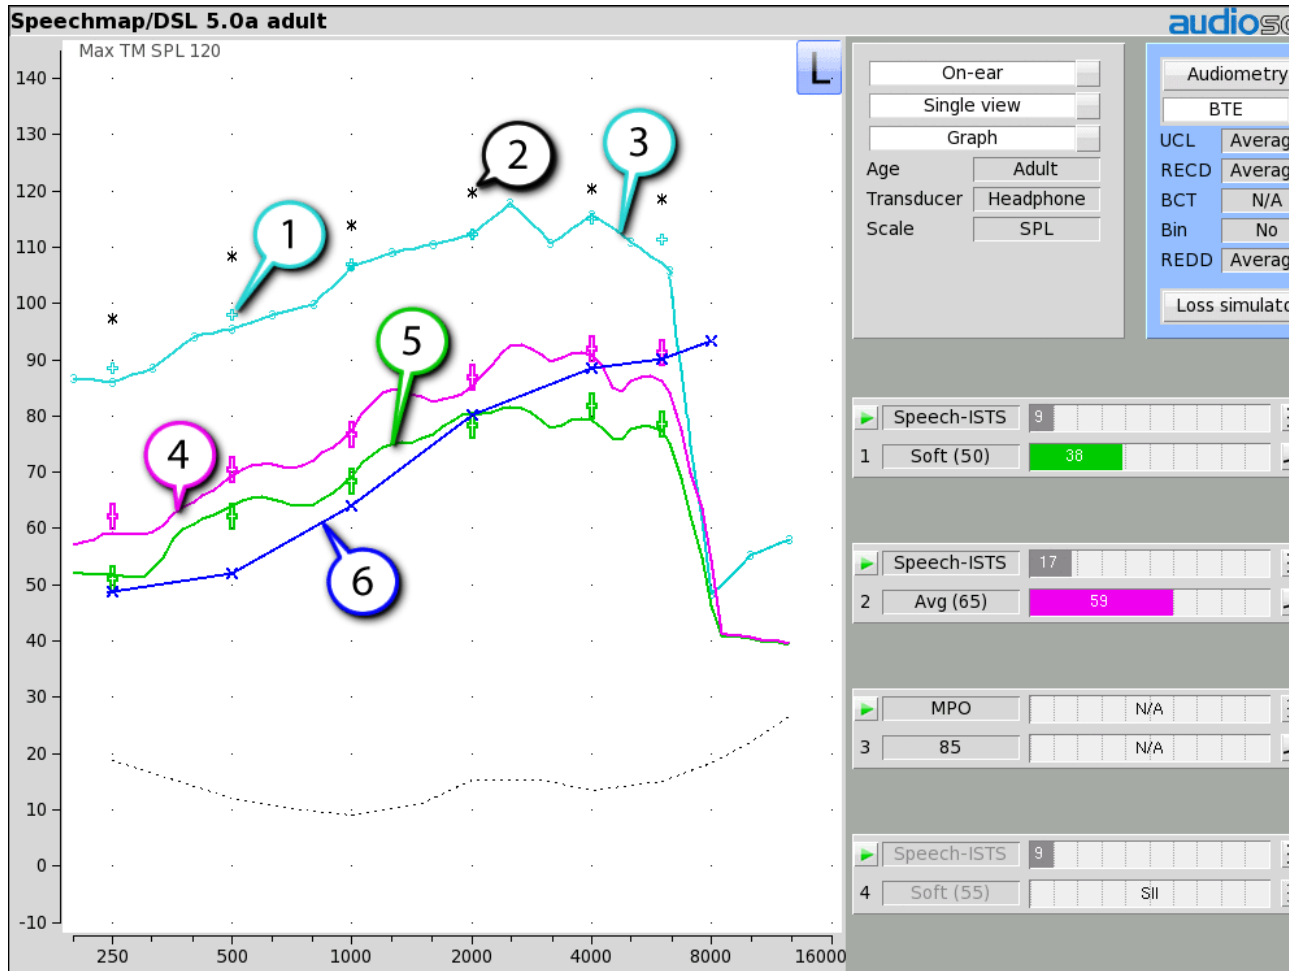 Speechmap/DSL 5.0a adult
Max TM SPL 120
L
140
130
120
110
100
90
80
70
60
50
40
30
20
10
0
-10
250 500 1000 2000 4000 8000 16000
1
2
3
4
5
6
On-ear
Single view
Graph
Age Adult
Transducer Headphone
Scale SPL
Audiometry
BTE
UCL
RECD
BCT N/A
Bin No
REDD
Speech-ISTS 9
1 Soft (50) 38
Speech-ISTS 17
2 Avg (65) 59
MPO N/A
3 85 N/A
Speech-ISTS 9
4 Soft (55) SII